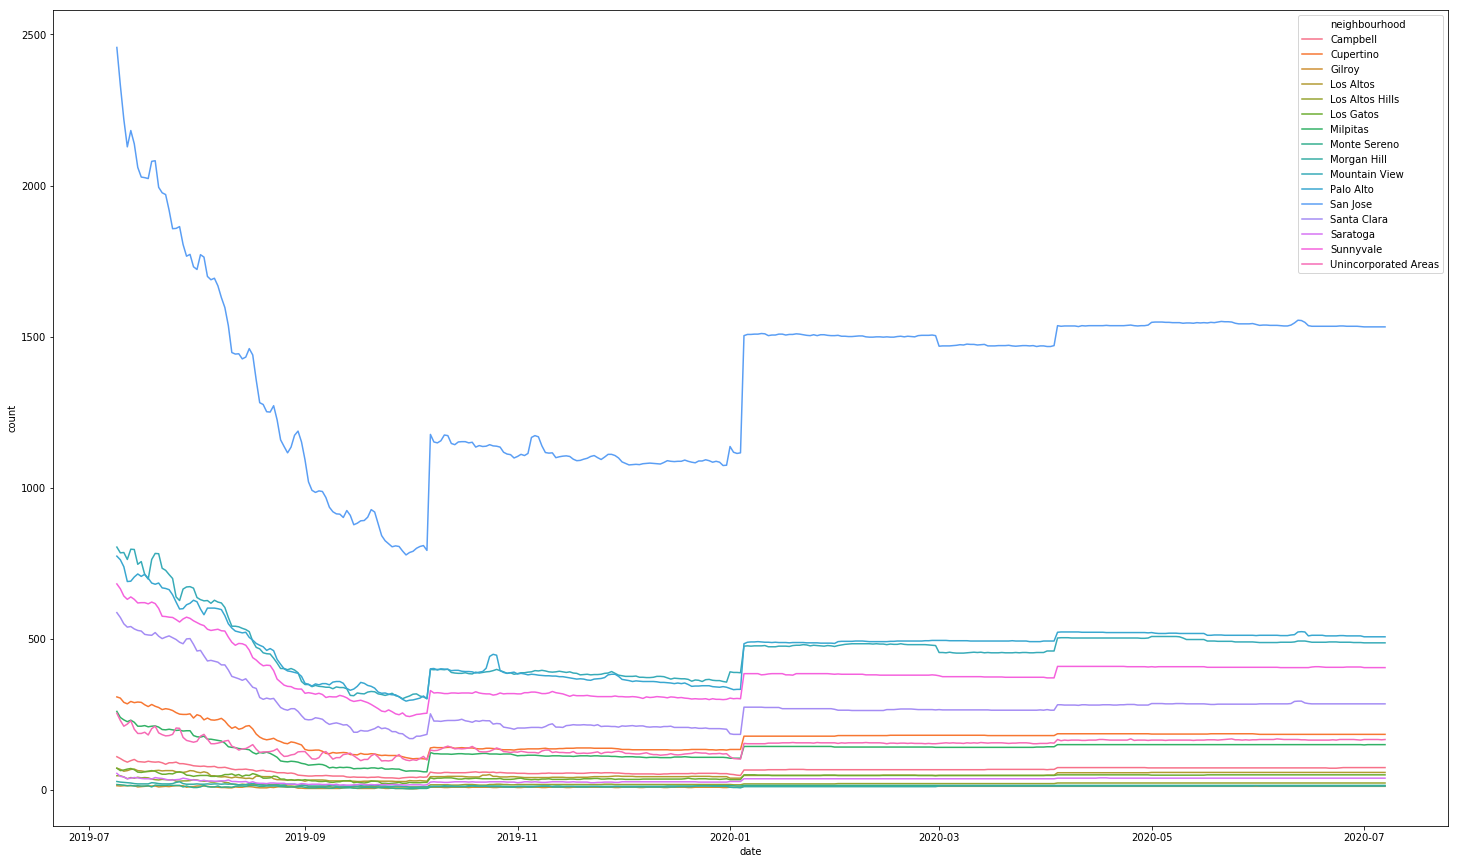 neighbourhood
Campbell
Cupertino
Gilroy
Los Altos
Los Altos Hills
Los Gatos
Milpitas
Monte Sereno
Morgan Hill
Mountain View
Palo Alto
San Jose
Santa Clara
Saratoga
Sunnyvale
Unincorporated Areas
2500
2000
1500
1000
500
0
count
2019-07
2019-09
2019-11
2020-01
2020-03
2020-05
2020-07
date